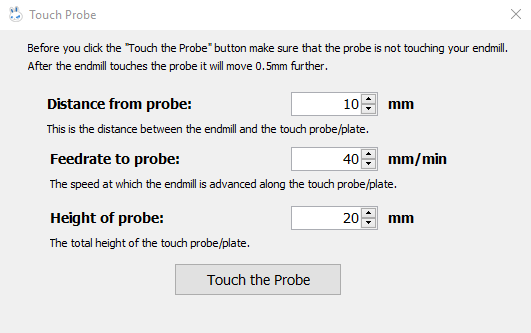 Touch Probe
Before you click the "Touch the Probe" button make sure that the probe is not touching your endmill.
After the endmill touches the probe it will move 0.5mm further.
Distance from probe: 10 mm
This is the distance between the endmill and the touch probe/plate.
Feedrate to probe: 40 mm/min
The speed at which the endmill is advanced along the touch probe/plate.
Height of probe: 20 mm
The total height of the touch probe/plate.
Touch the Probe